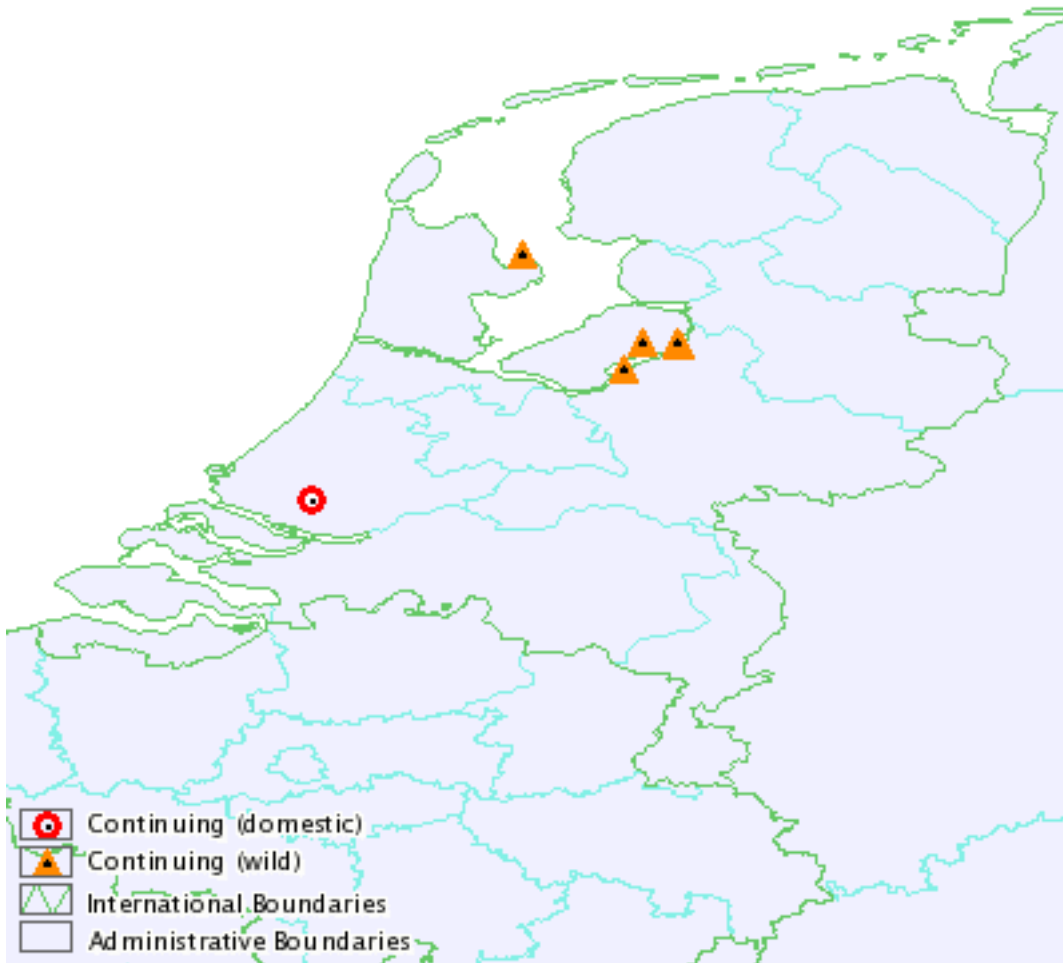 Continuing (domestic)
Continuing (wild)
International Boundaries
Administrative Boundaries